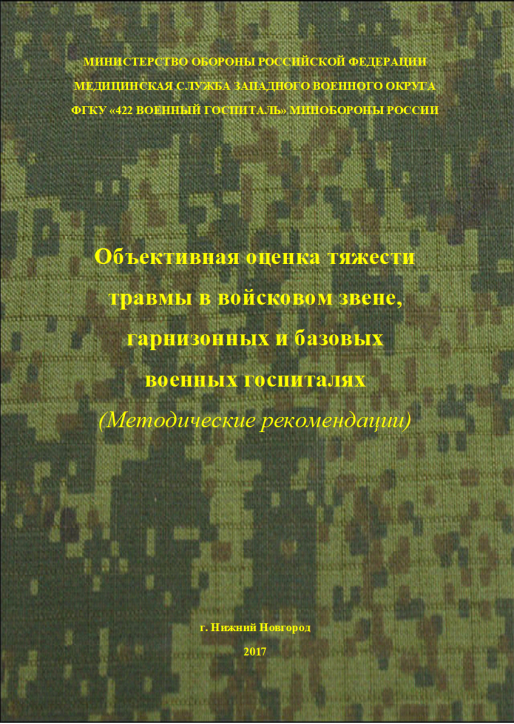 МИНИСТЕРСТВО ОБОРОНЫ РОССИЙСКОЙ ФЕДЕРАЦИИ
МЕДИЦИНСКАЯ СЛУЖБА ЗАПАДНОГО ВОЕННОГО ОКРУГА
ФГКУ «422 ВОЕННЫЙ ГОСПИТАЛЬ» МИНОБОРОНЫ РОССИИ
Объективная оценка тяжести
травмы в войсковом звене,
гарнизонных и базовых
военных госпиталях
(Методические рекомендации)
г. Нижний Новгород
2017